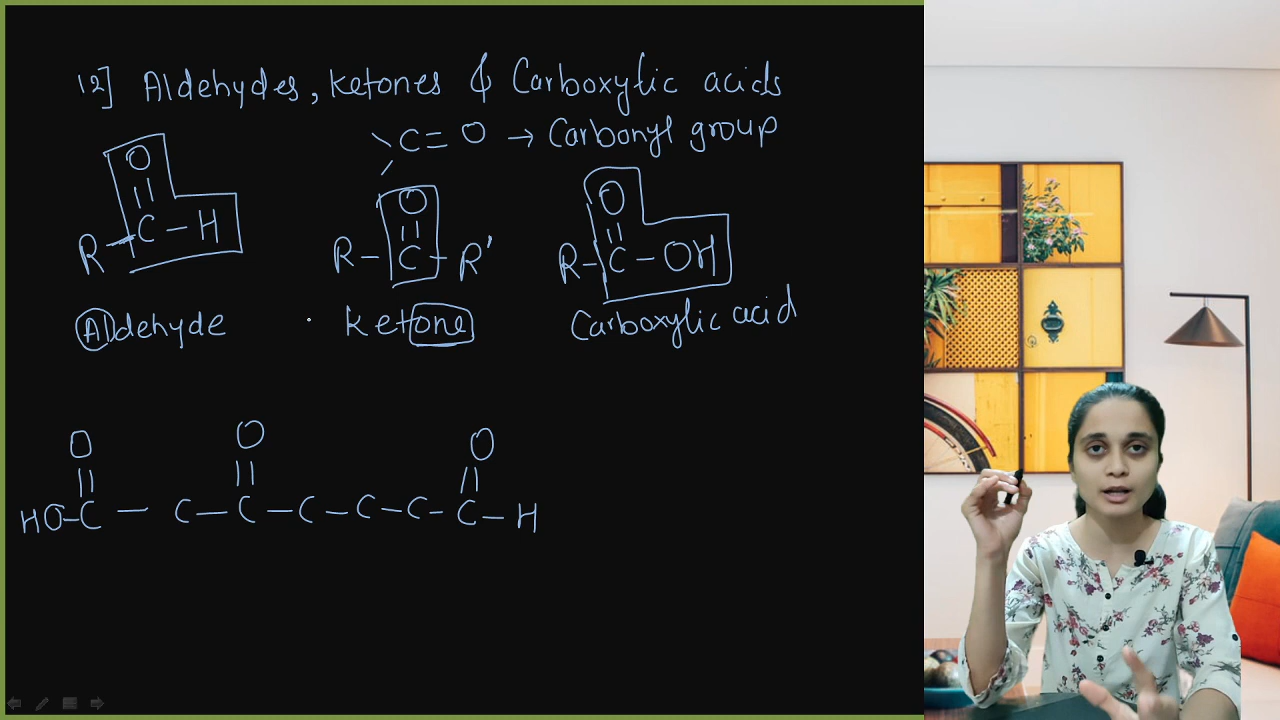 12] Aldehydes, Ketones & Carboxylic acids
C = O → Carbonyl group
O O O
|| || ||
R - C - H R - C - R' R - C - OH
Aldehyde Ketone Carboxylic acid
O O O
|| || ||
HO - C - C - C - C - C - C - C - H